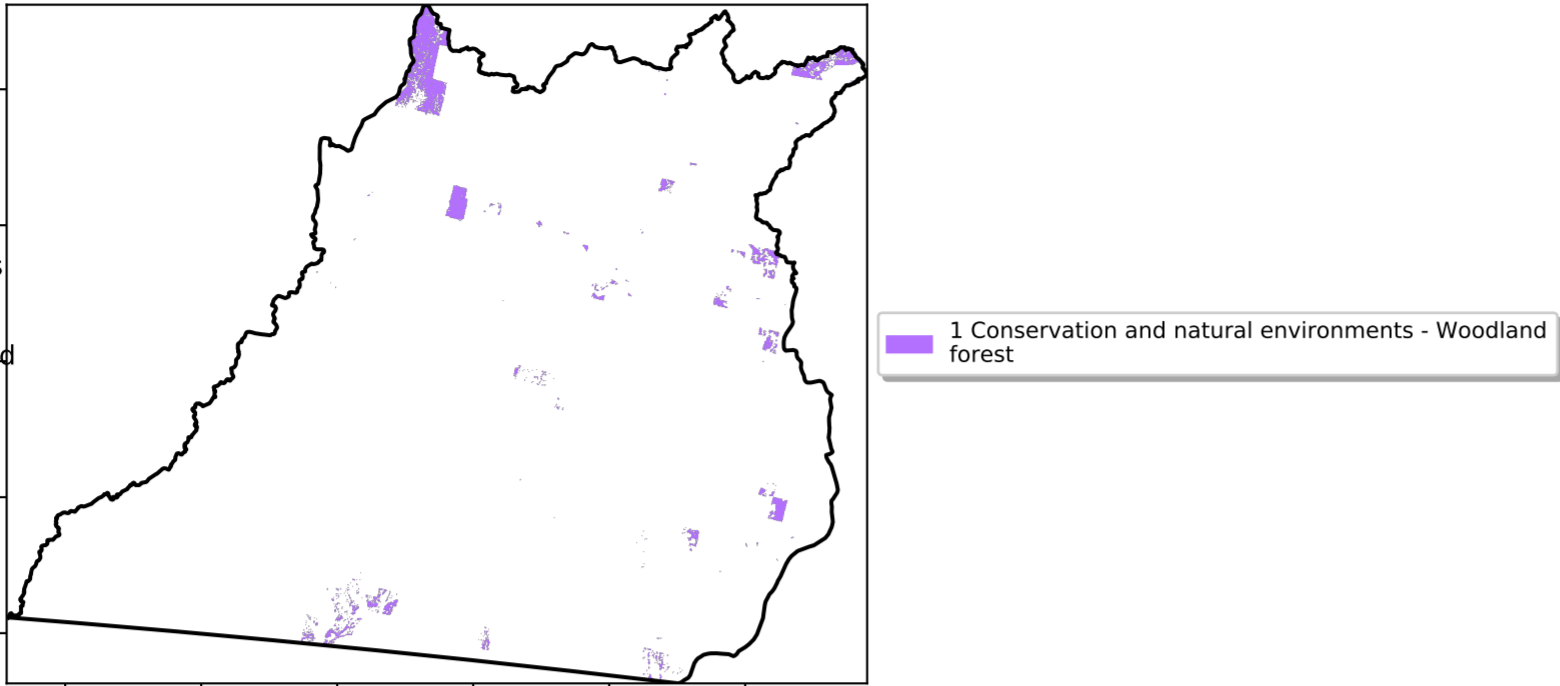 d
1 Conservation and natural environments - Woodland
forest